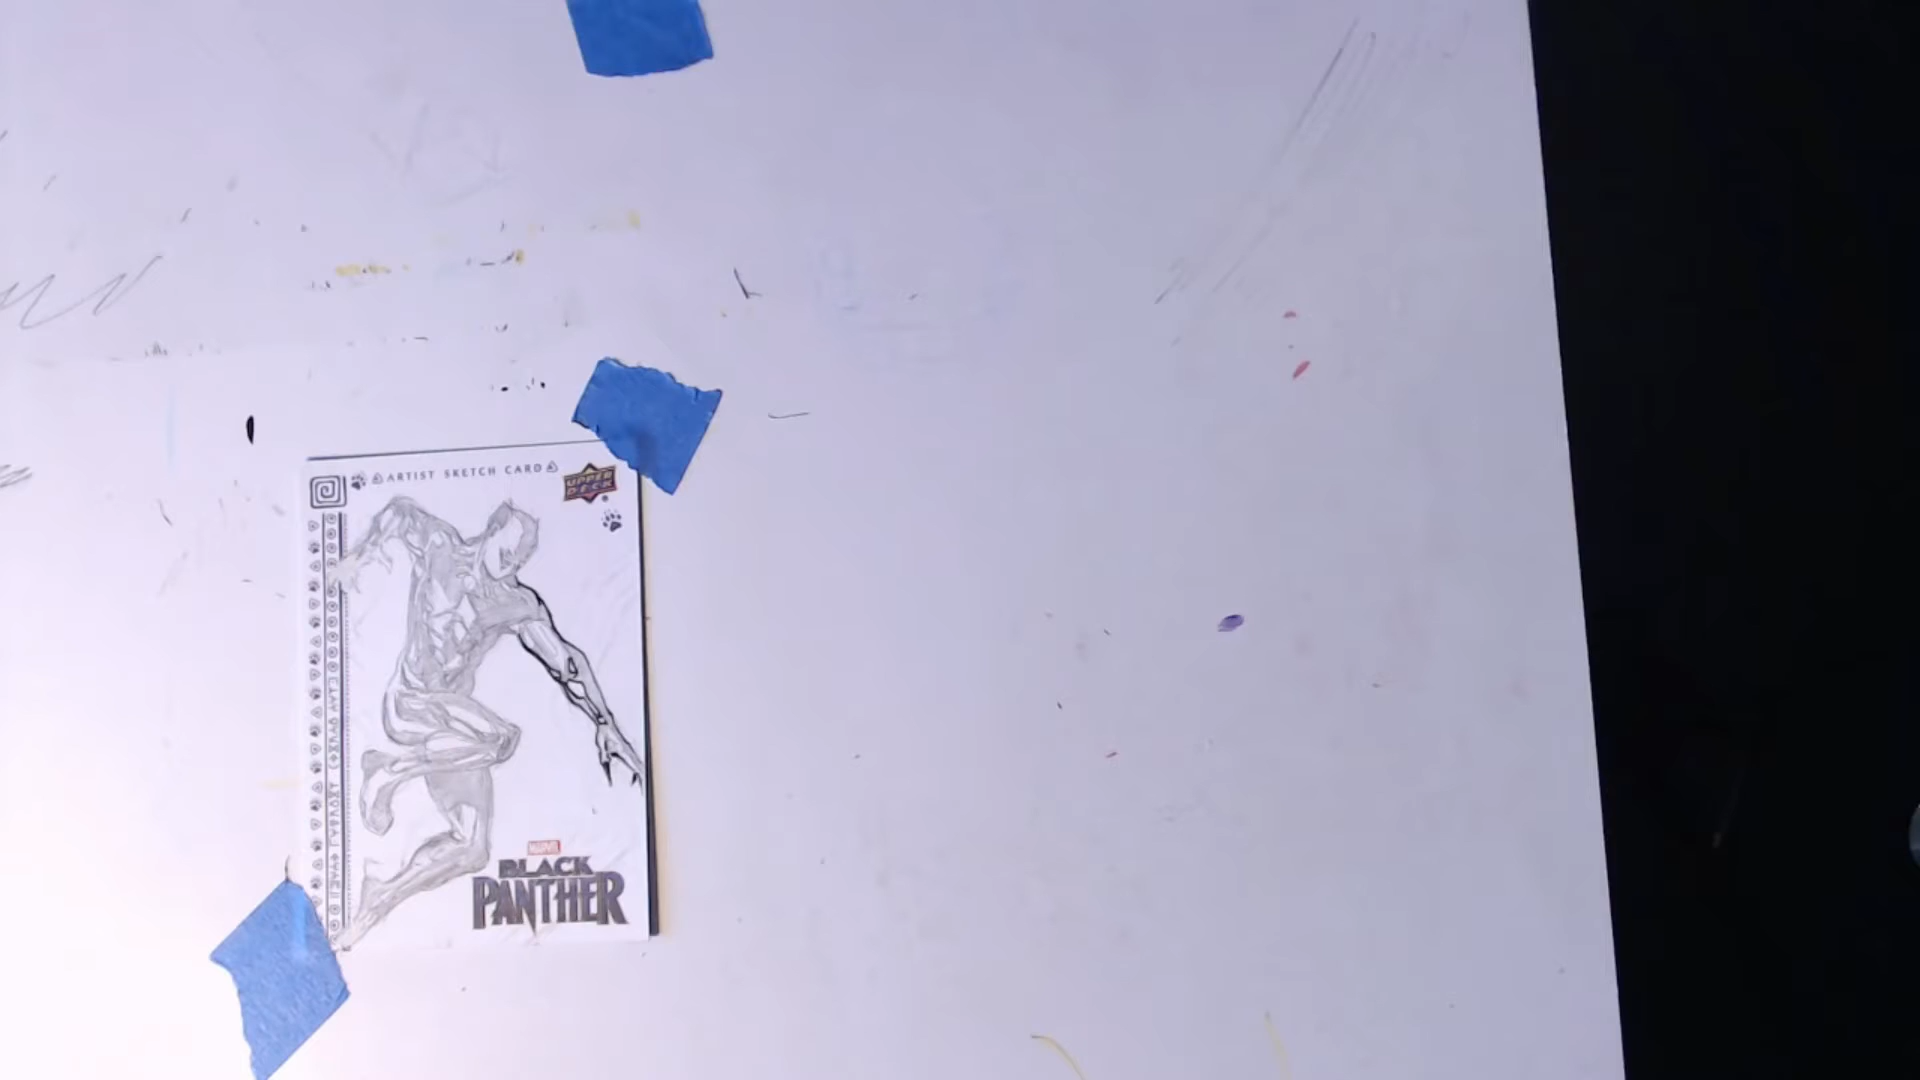 ARTIST SKETCH CARD
UPPER
DECK
MARVEL
BLACK
PANTHER